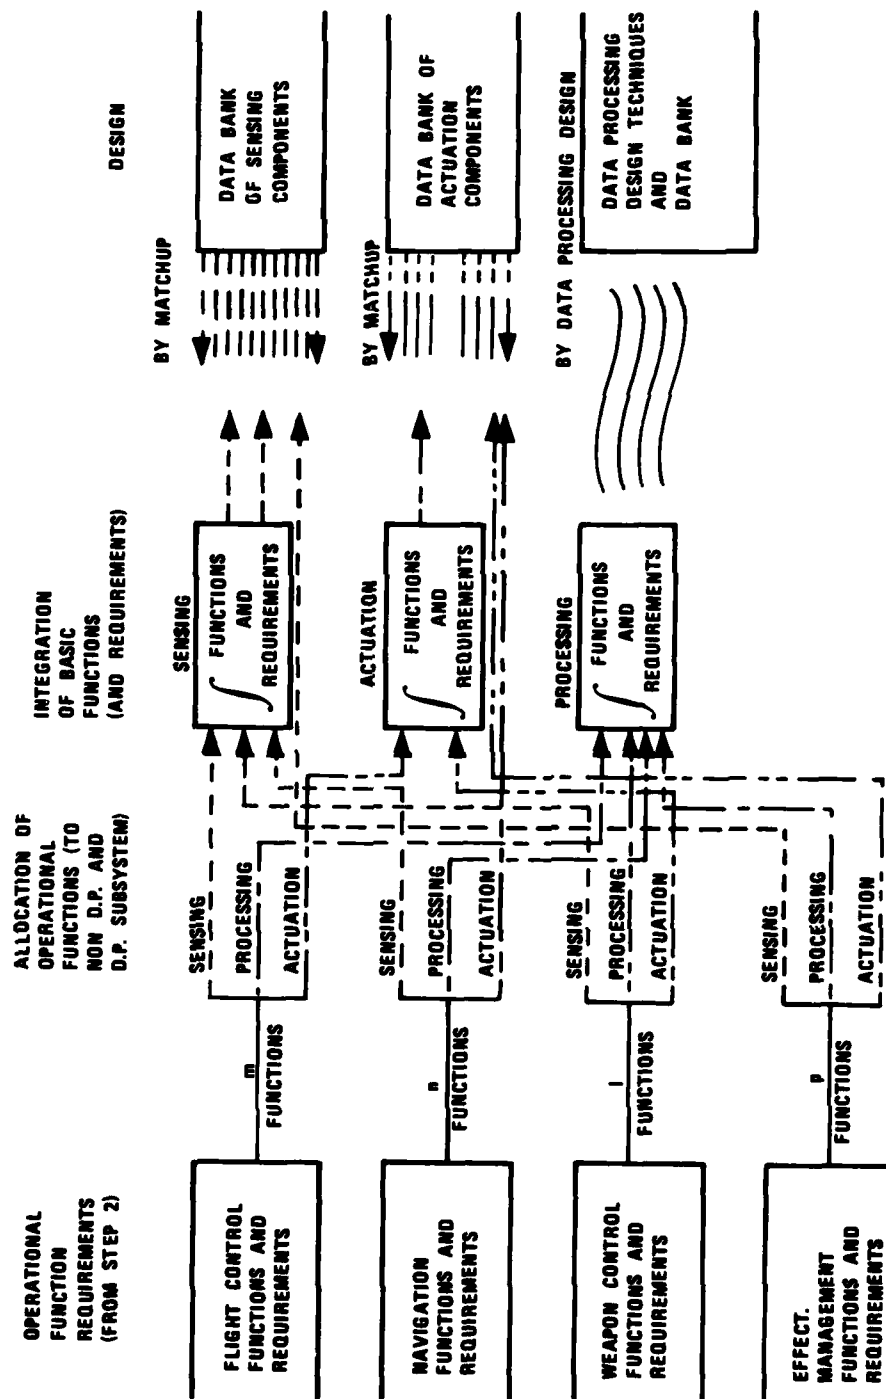 OPERATIONAL
FUNCTION
REQUIREMENTS
(FROM STEP 2)
ALLOCATION OF
OPERATIONAL
FUNCTIONS (TO
NON D.P. AND
D.P. SUBSYSTEM)
INTEGRATION
OF BASIC
FUNCTIONS
(AND REQUIREMENTS)
DESIGN
FLIGHT CONTROL
FUNCTIONS AND
REQUIREMENTS
m
FUNCTIONS
SENSING
PROCESSING
ACTUATION
SENSING
∫ FUNCTIONS
AND
REQUIREMENTS
BY MATCHUP
DATA BANK
OF SENSING
COMPONENTS
NAVIGATION
FUNCTIONS AND
REQUIREMENTS
n
FUNCTIONS
SENSING
PROCESSING
ACTUATION
ACTUATION
∫ FUNCTIONS
AND
REQUIREMENTS
BY MATCHUP
DATA BANK OF
ACTUATION
COMPONENTS
WEAPON CONTROL
FUNCTIONS AND
REQUIREMENTS
l
FUNCTIONS
SENSING
PROCESSING
ACTUATION
PROCESSING
∫ FUNCTIONS
AND
REQUIREMENTS
BY DATA PROCESSING DESIGN
DATA PROCESSING
DESIGN TECHNIQUES
AND
DATA BANK
EFFECT.
MANAGEMENT
FUNCTIONS AND
REQUIREMENTS
p
FUNCTIONS
SENSING
PROCESSING
ACTUATION